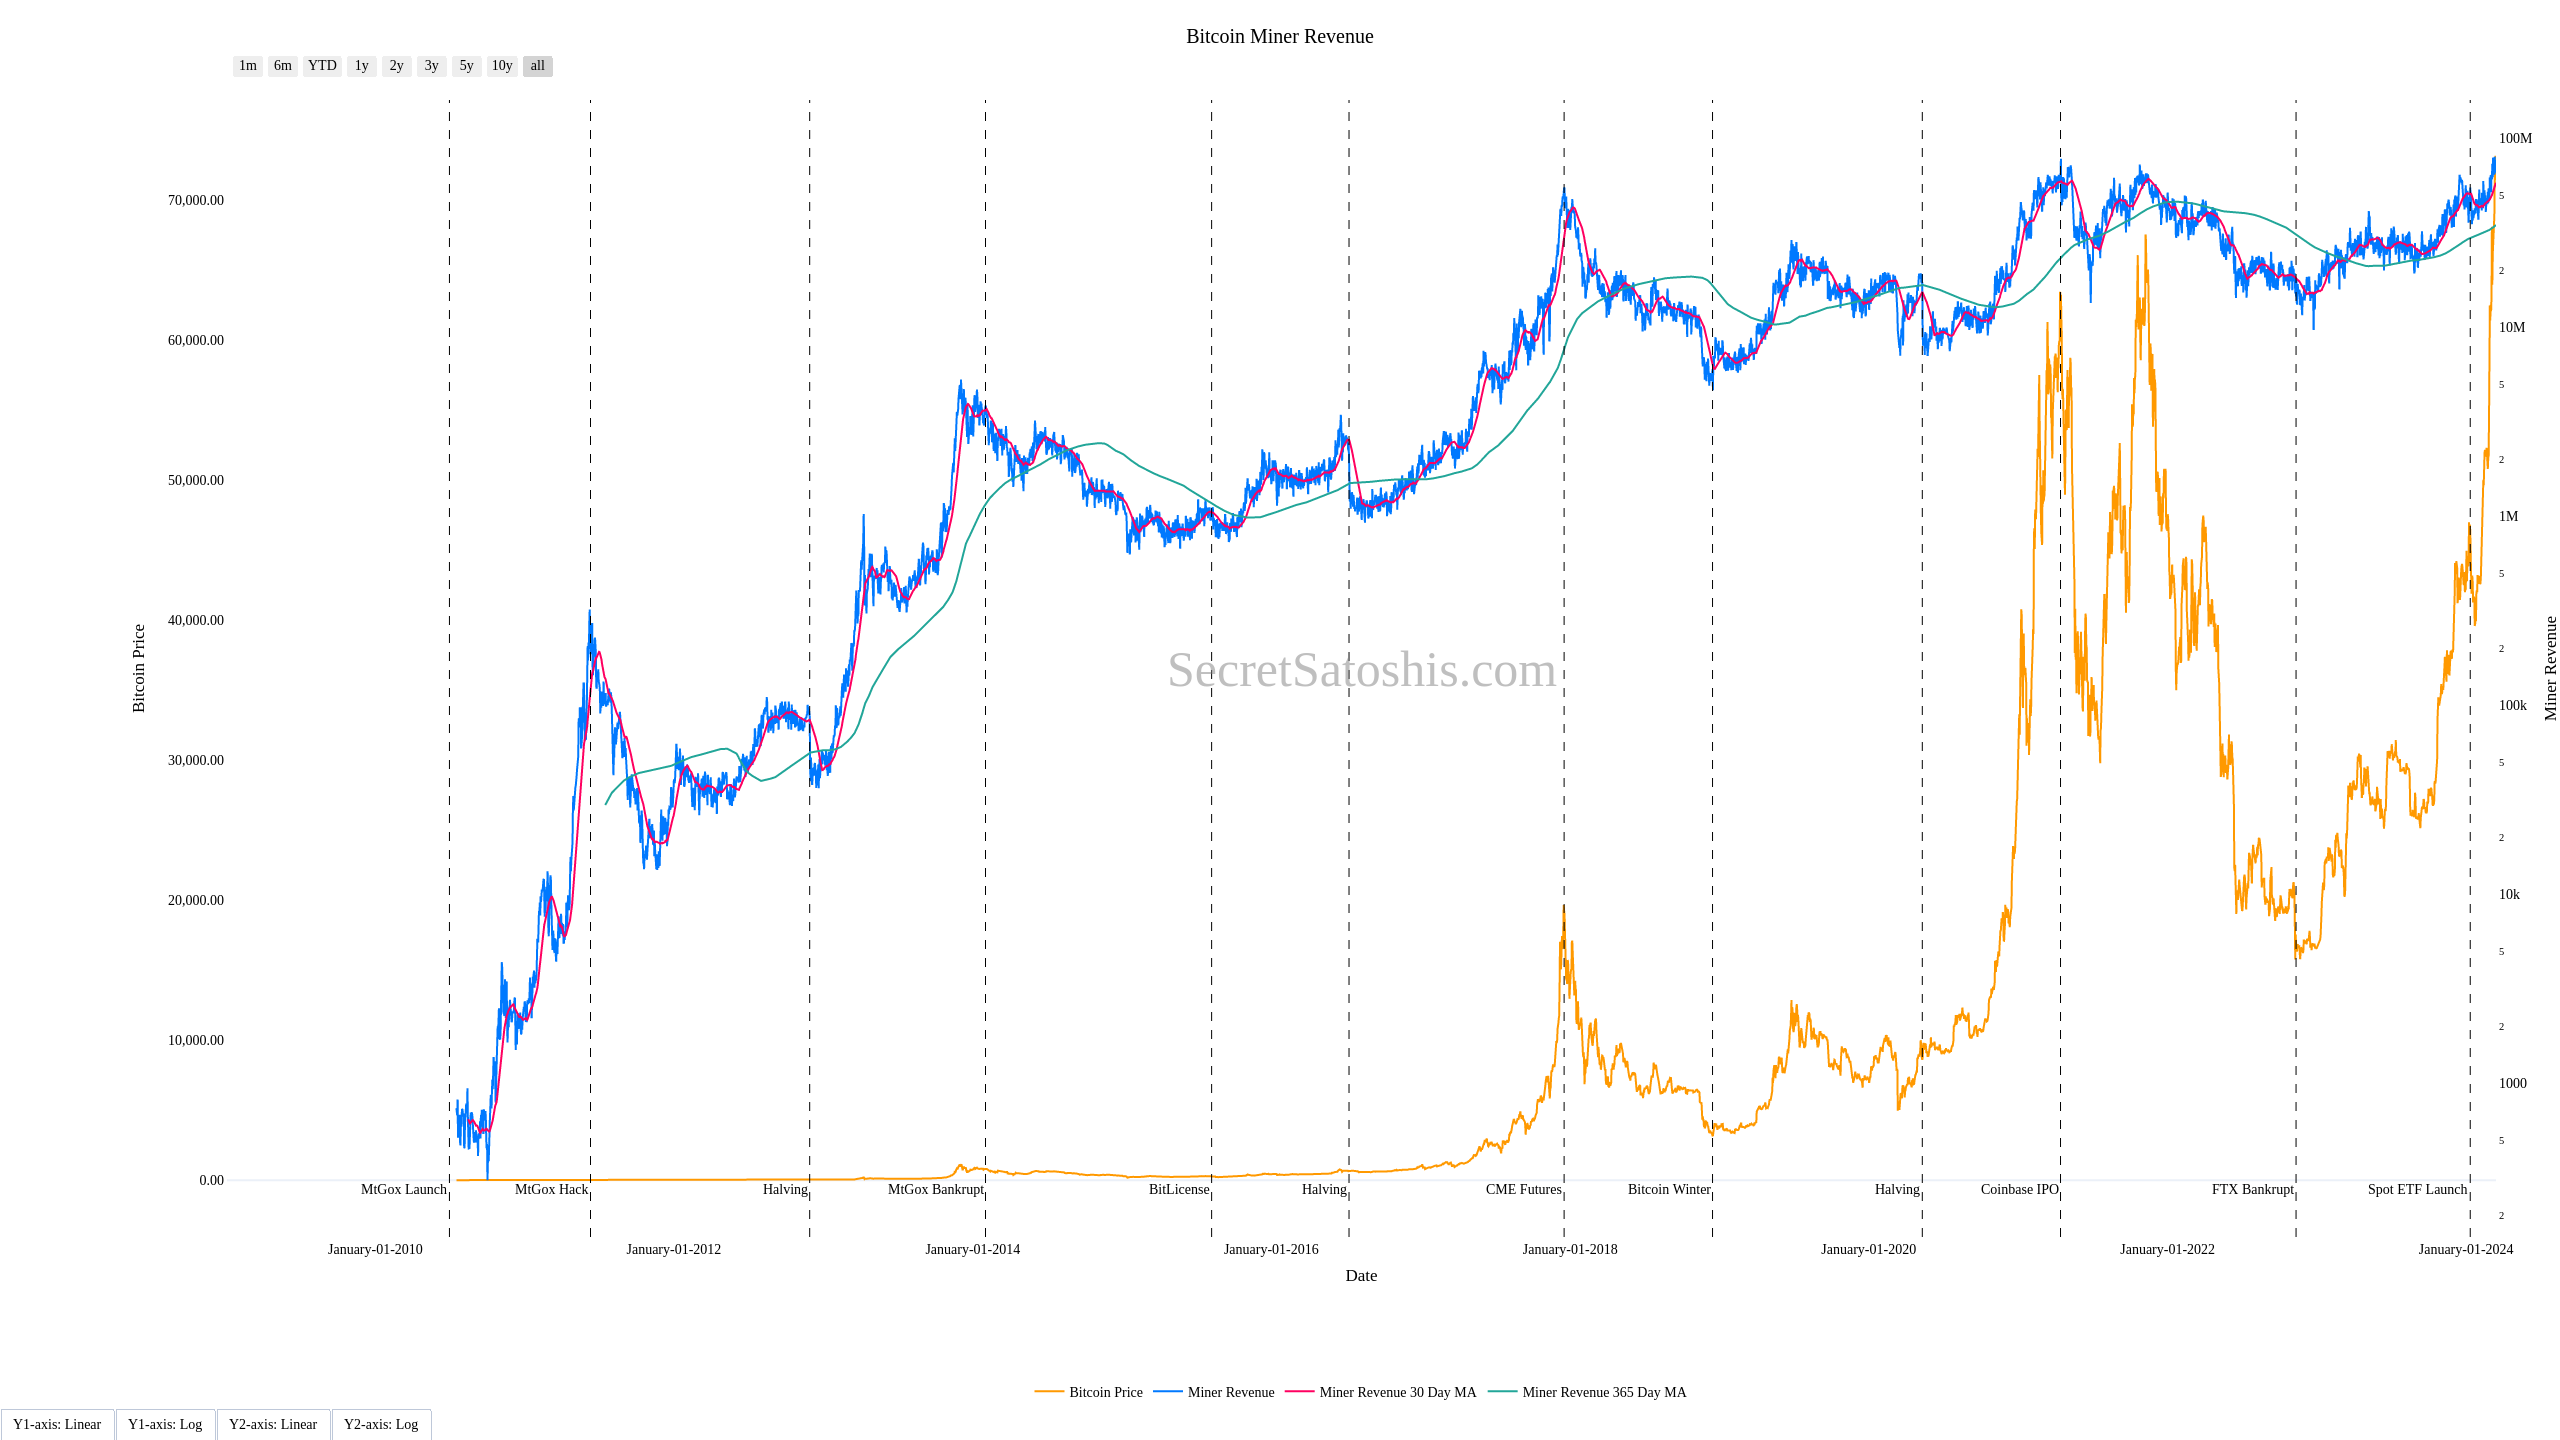 Bitcoin Miner Revenue
1m 6m YTD 1y 2y 3y 5y 10y all
100M
70,000.00
5
2
60,000.00
10M
5
2
50,000.00
1M
5
40,000.00
2
SecretSatoshis.com
Bitcoin Price
Miner Revenue
100k
30,000.00
5
2
20,000.00
10k
5
2
10,000.00
1000
5
0.00
MtGox Launch MtGox Hack Halving MtGox Bankrupt BitLicense Halving CME Futures Bitcoin Winter Halving Coinbase IPO FTX Bankrupt Spot ETF Launch
2
January-01-2010 January-01-2012 January-01-2014 January-01-2016 January-01-2018 January-01-2020 January-01-2022 January-01-2024
Date
Bitcoin Price Miner Revenue Miner Revenue 30 Day MA Miner Revenue 365 Day MA
Y1-axis: Linear Y1-axis: Log Y2-axis: Linear Y2-axis: Log